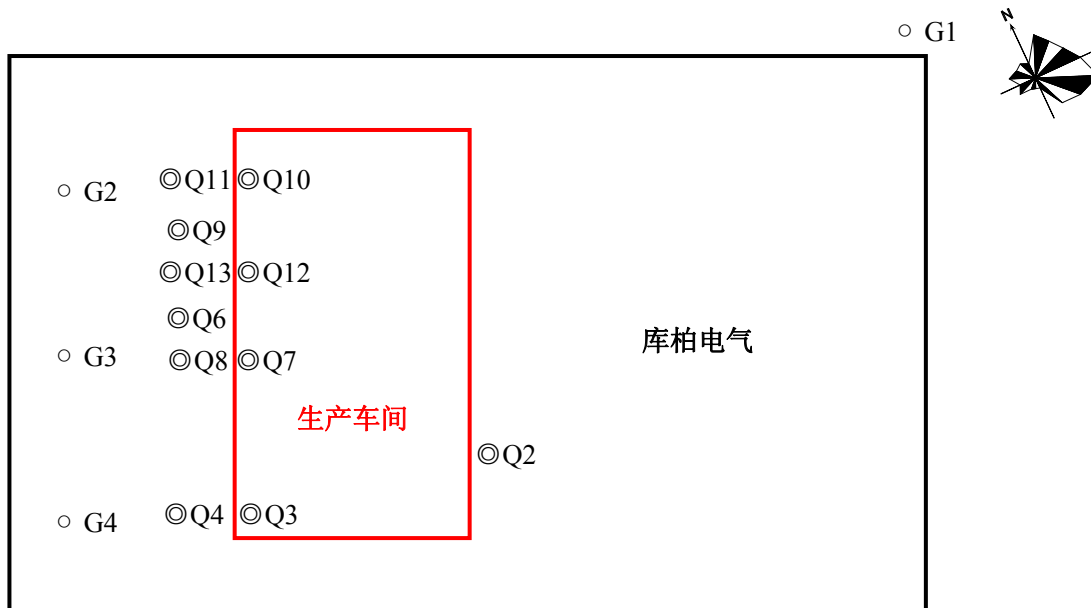 ○ G1
N
◎Q11 ◎Q10
○ G2
◎Q9
◎Q13 ◎Q12
◎Q6
库柏电气
○ G3
◎Q8 ◎Q7
生产车间
◎Q2
◎Q4 ◎Q3
○ G4